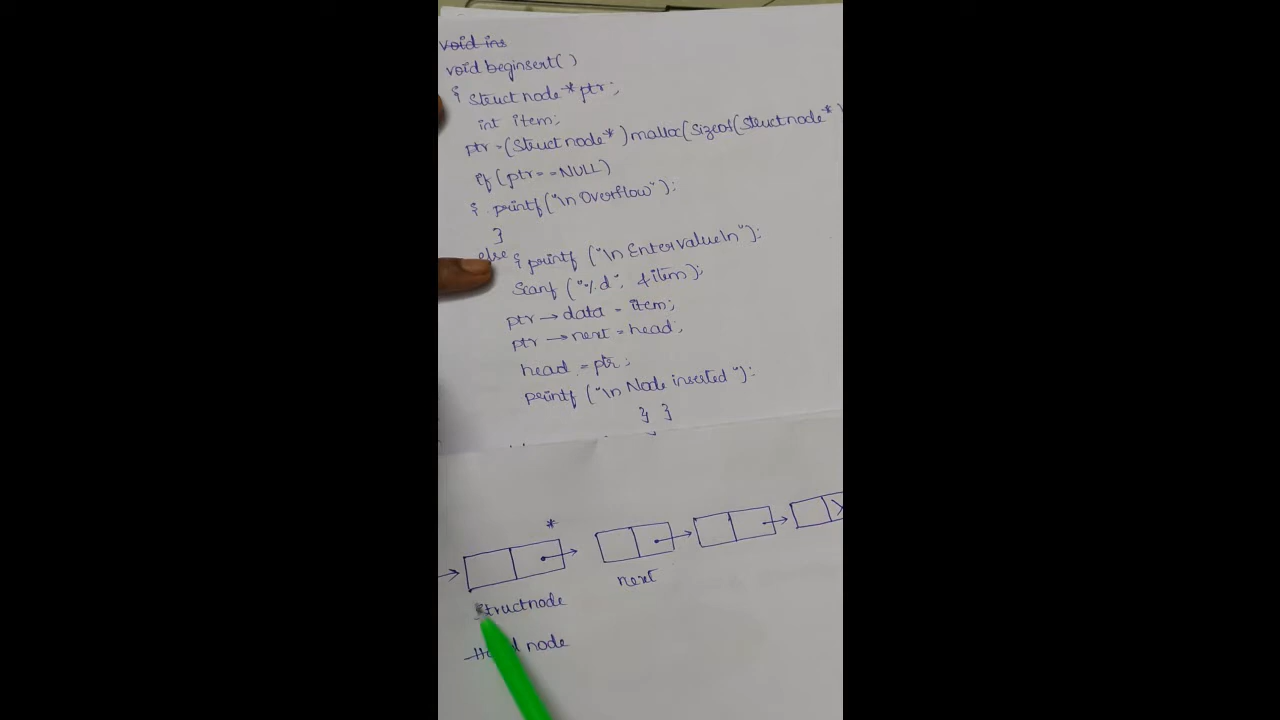 void ins
void beginsert()
{ struct node *ptr;
int item;
ptr = (struct node*) malloc(sizeof(struct node*)
if (ptr == NULL)
{ printf("\n Overflow");
}
else { printf ("\n Enter value\n");
Scanf ("%d", &item);
ptr → data = item;
ptr → next = head;
head = ptr;
printf ("\n Node inserted");
} }
*
next
Structnode
node